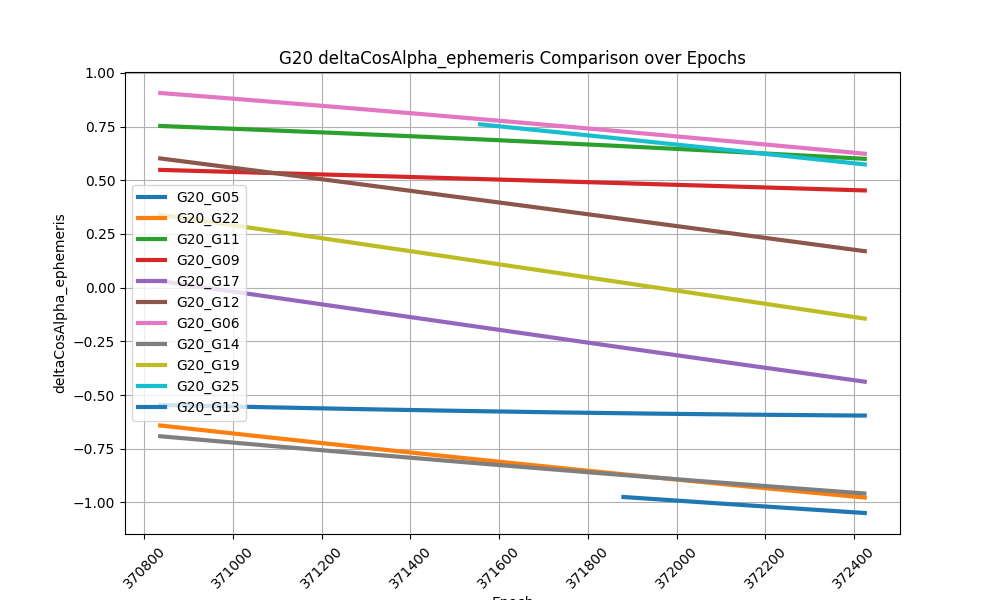 G20 deltaCosAlpha_ephemeris Comparison over Epochs
deltaCosAlpha_ephemeris
1.00
0.75
0.50
0.25
0.00
−0.25
−0.50
−0.75
−1.00
G20_G05
G20_G22
G20_G11
G20_G09
G20_G17
G20_G12
G20_G06
G20_G14
G20_G19
G20_G25
G20_G13
370800
371000
371200
371400
371600
371800
372000
372200
372400
Epoch